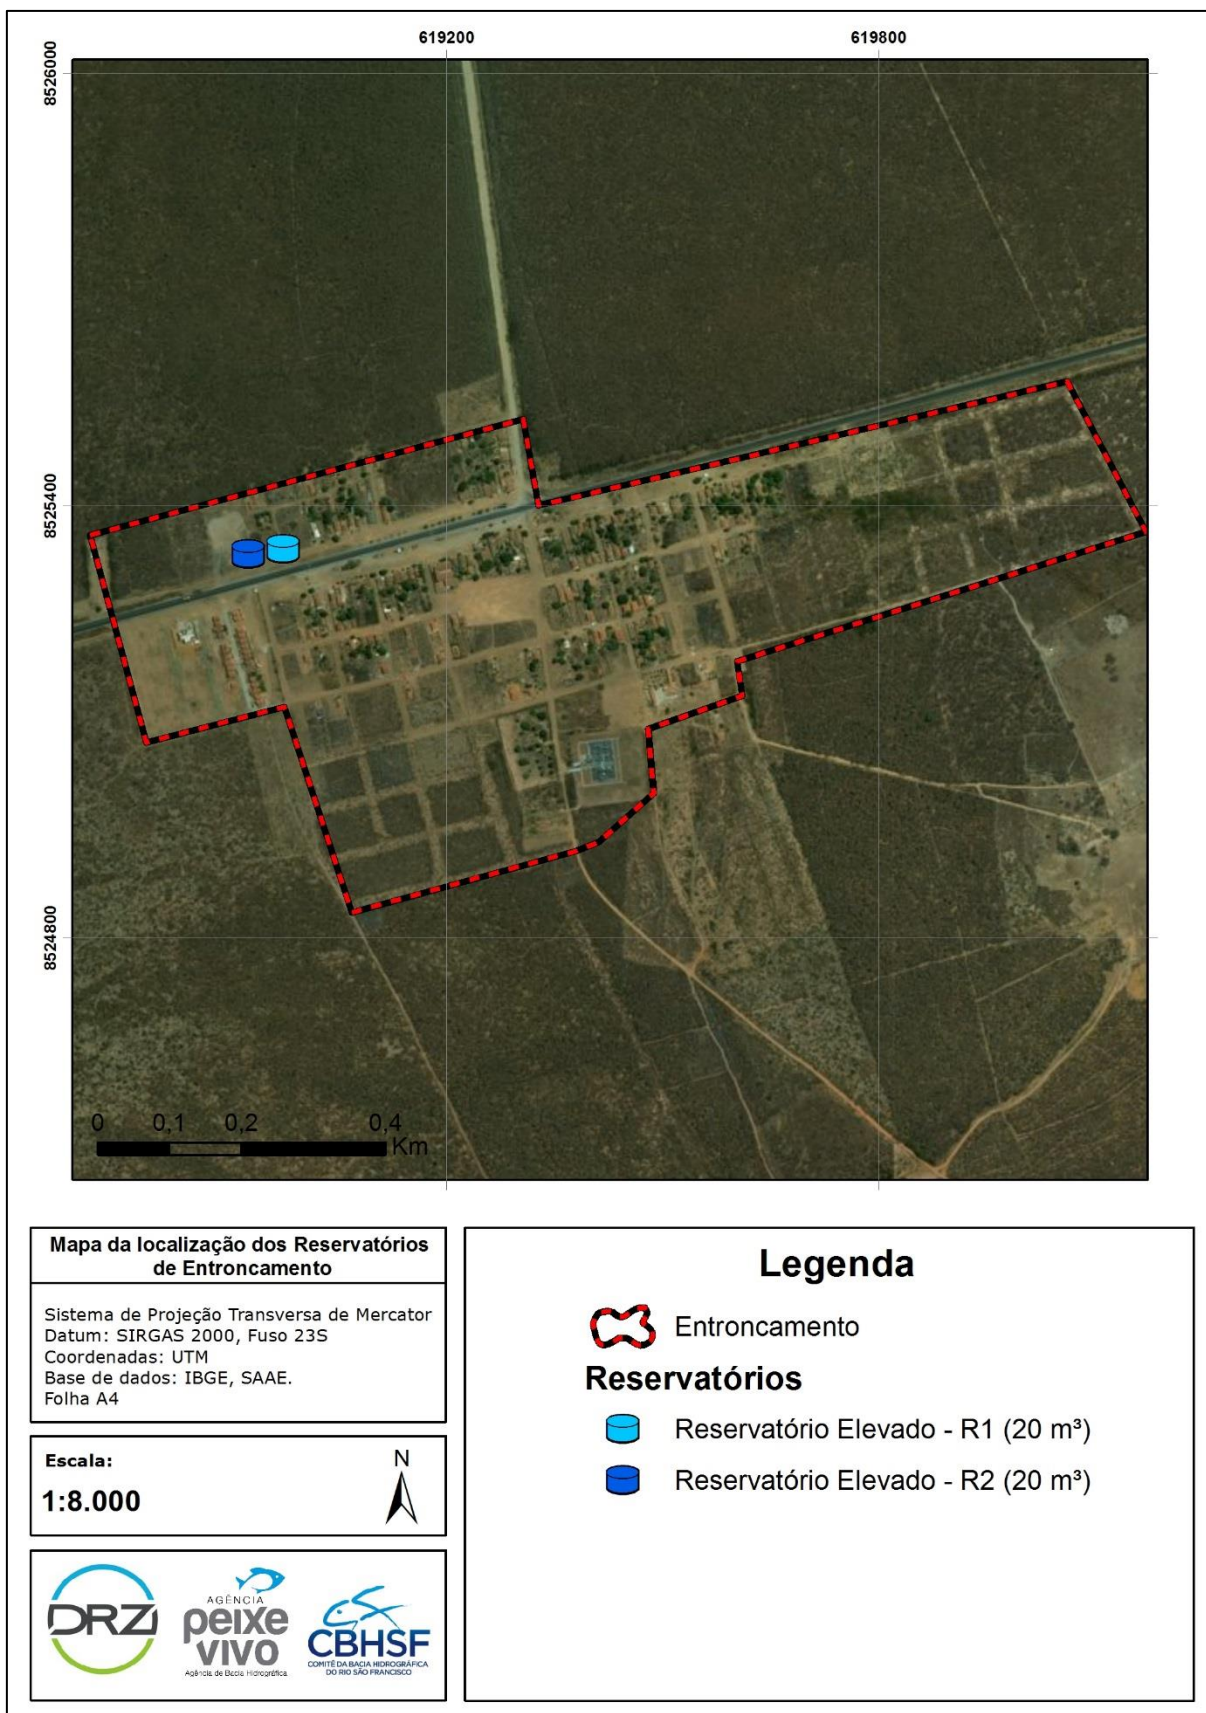 619200
619800
8526000
8525400
8524800
0
0,1
0,2
0,4
Km
Mapa da localização dos Reservatórios
de Entroncamento
Sistema de Projeção Transversa de Mercator
Datum: SIRGAS 2000, Fuso 23S
Coordenadas: UTM
Base de dados: IBGE, SAAE.
Folha A4
Escala:
1:8.000
N
DRZ
AGÊNCIA
peixe
vivo
Agência de Bacia Hidrográfica
CBHSF
COMITÊ DA BACIA HIDROGRÁFICA
DO RIO SÃO FRANCISCO
Legenda
Entroncamento
Reservatórios
Reservatório Elevado - R1 (20 m³)
Reservatório Elevado - R2 (20 m³)